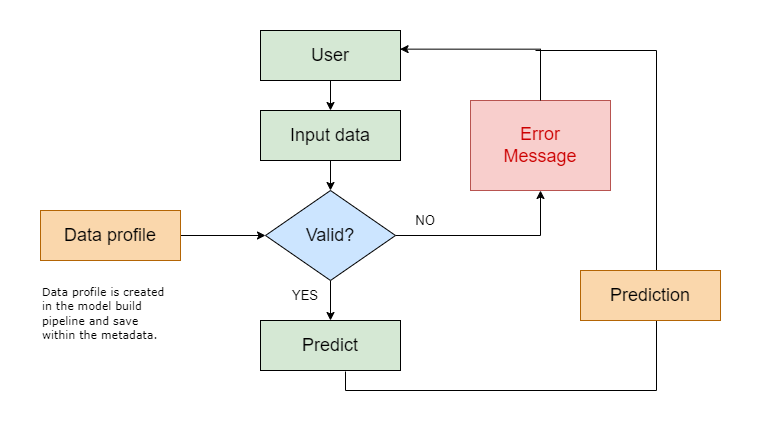 User
Input data
Error
Message
Valid?
NO
Data profile
Data profile is created
in the model build
pipeline and save
within the metadata.
YES
Prediction
Predict